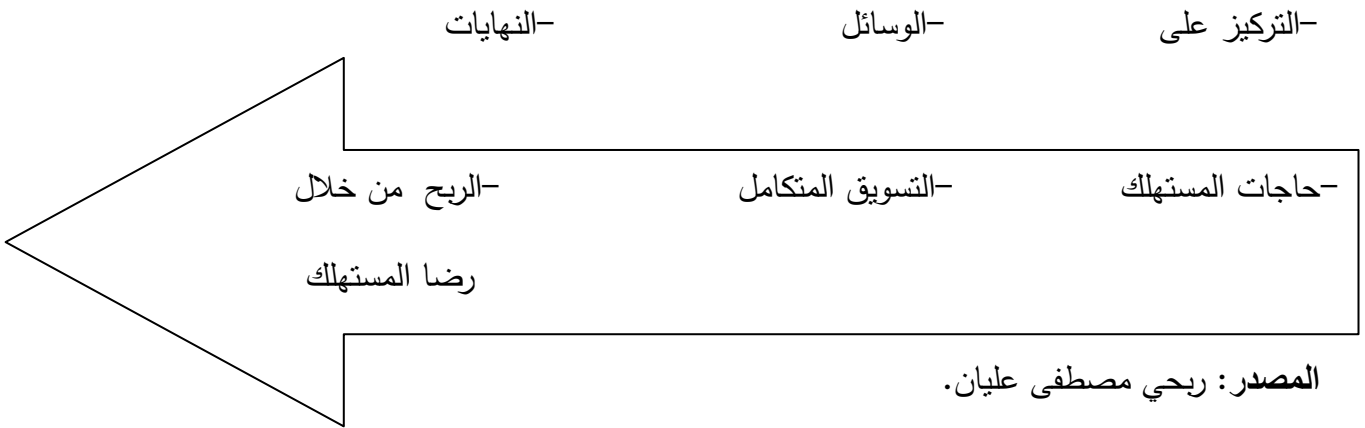 -التركيز على -الوسائل -النهايات
-حاجات المستهلك -التسويق المتكامل -الربح من خلال
رضا المستهلك
المصدر: ربحي مصطفى عليان.